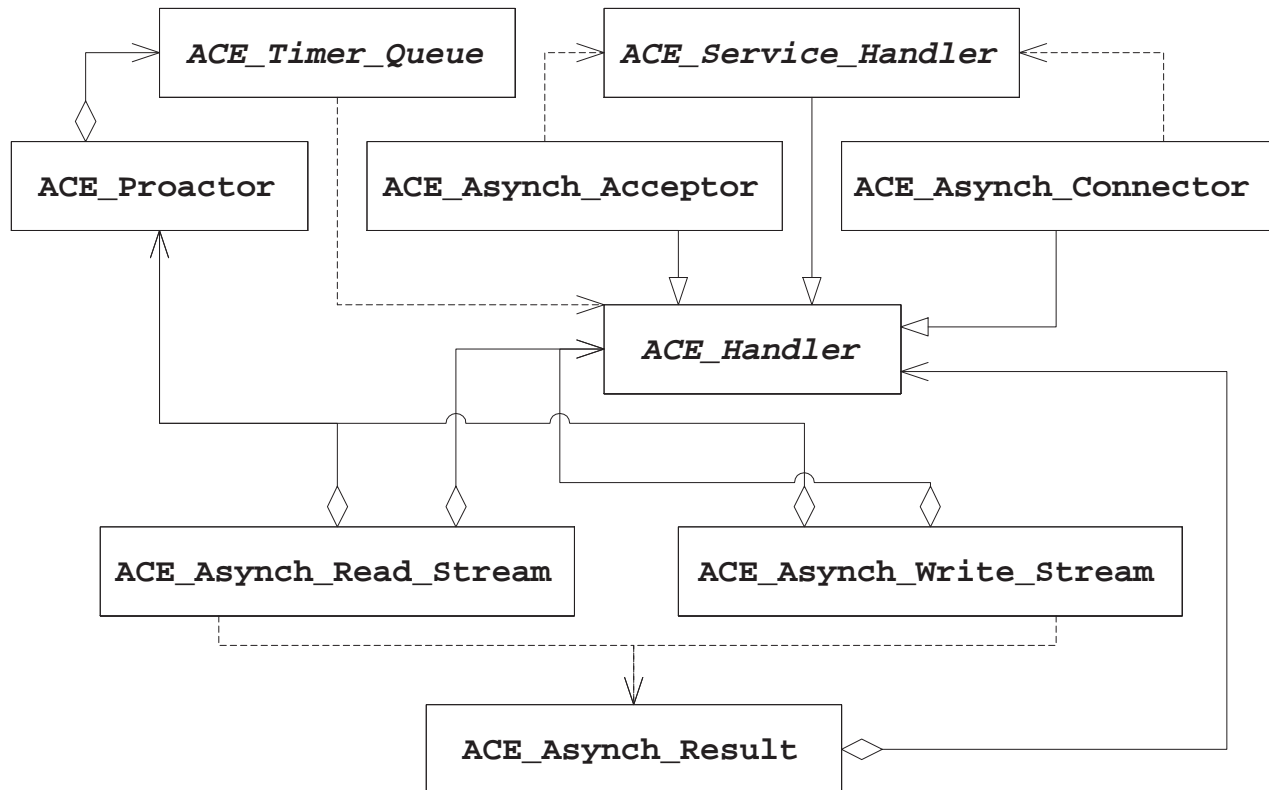 ACE_Timer_Queue
ACE_Service_Handler
ACE_Proactor
ACE_Asynch_Acceptor
ACE_Asynch_Connector
ACE_Handler
ACE_Asynch_Read_Stream
ACE_Asynch_Write_Stream
ACE_Asynch_Result